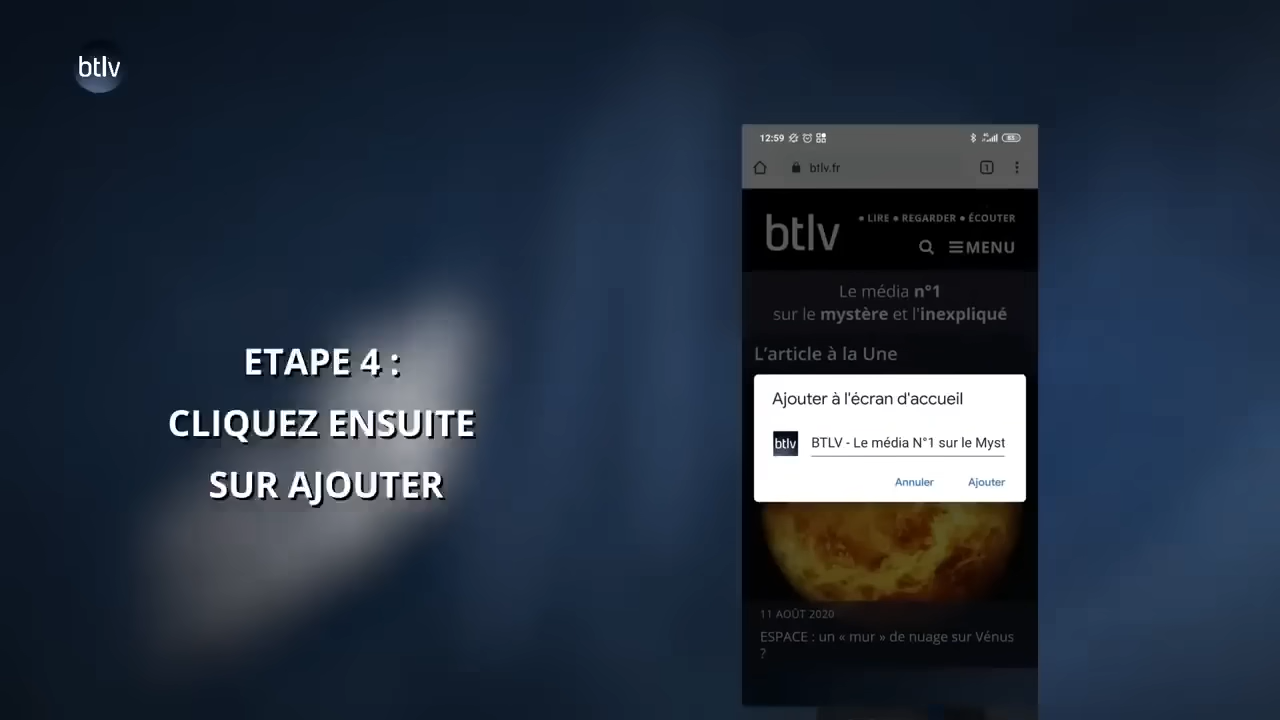 btlv
ETAPE 4 :
CLIQUEZ ENSUITE
SUR AJOUTER
12:59
btlv.fr
1
btlv
• LIRE • REGARDER • ÉCOUTER
MENU
Le média n°1
sur le mystère et l'inexpliqué
L'article à la Une
Ajouter à l'écran d'accueil
btlv
BTLV - Le média N°1 sur le Myst
Annuler
Ajouter
11 AOÛT 2020
ESPACE : un « mur » de nuage sur Vénus
?